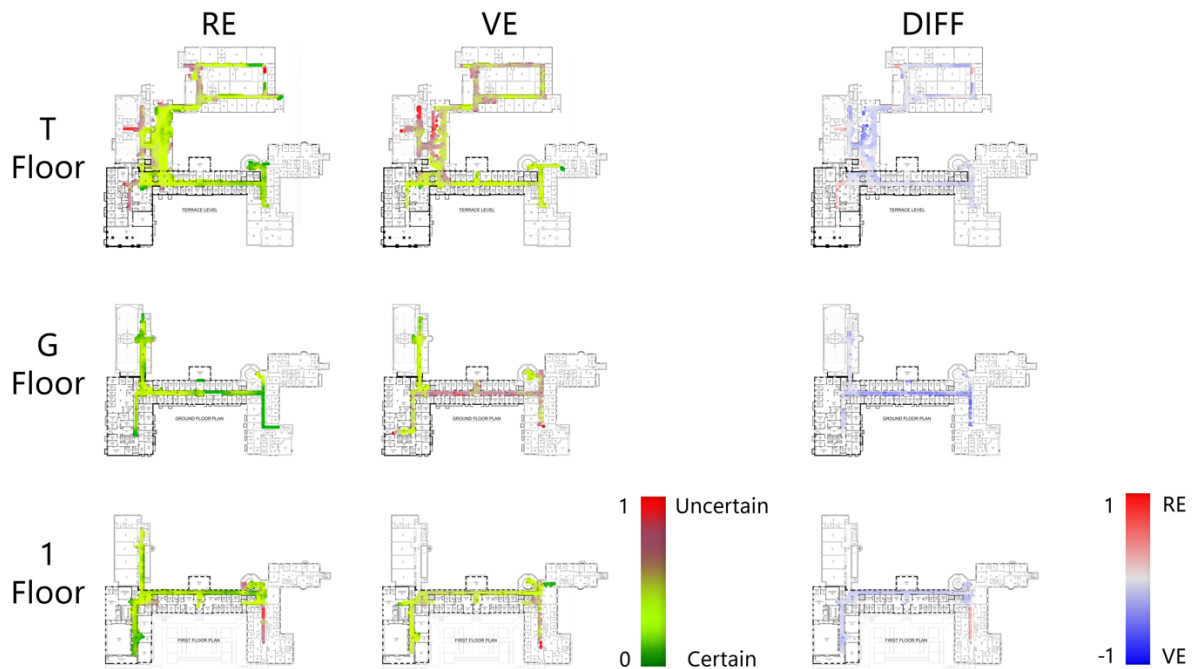 RE
VE
DIFF
T
Floor
TERRACE LEVEL
TERRACE LEVEL
TERRACE LEVEL
G
Floor
GROUND FLOOR PLAN
GROUND FLOOR PLAN
GROUND FLOOR PLAN
1
Floor
FIRST FLOOR PLAN
FIRST FLOOR PLAN
FIRST FLOOR PLAN
1
Uncertain
0
Certain
1
RE
-1
VE